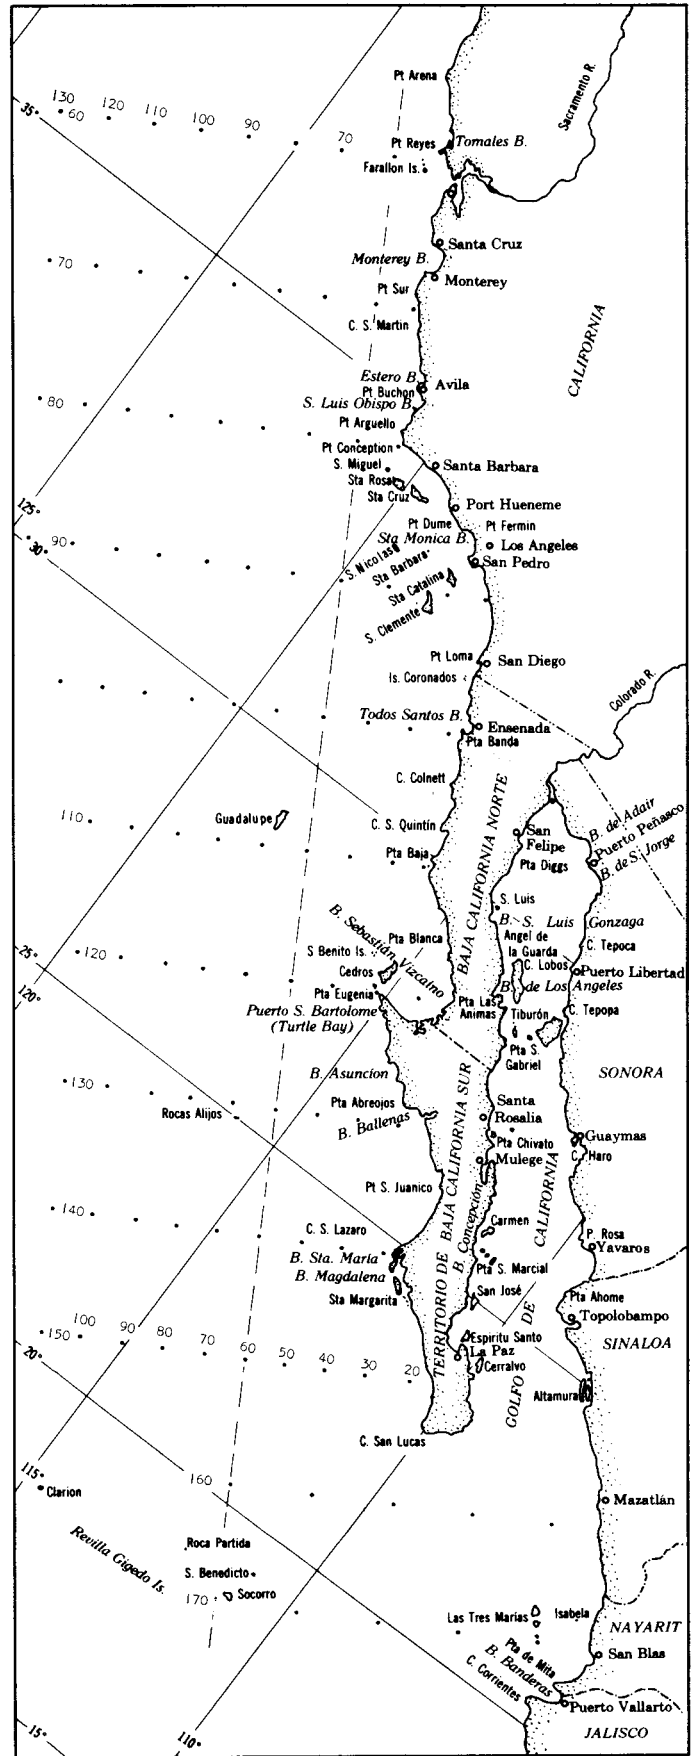 Pt Arena
Sacramento R.
35°
130 120 110 100 90 70
60
Pt Reyes
Tomales B.
Farallon Is.
Santa Cruz
Monterey B.
70
Monterey
Pt Sur
C. S. Martin
CALIFORNIA
Estero B.
Avila
Pt Buchon
80
S. Luis Obispo B.
Pt Arguello
Pt Conception
S. Miguel
Santa Barbara
Sta Rosa
Sta Cruz
125°
Port Hueneme
Pt Dume
Pt Fermin
30°
90
Sta Monica B.
Los Angeles
S. Nicolas
Sta Barbara
San Pedro
Sta Catalina
S. Clemente
Pt Loma
San Diego
Is. Coronados
Colorado R.
Todos Santos B.
Ensenada
Pta Banda
C. Colnett
BAJA CALIFORNIA NORTE
110
Guadalupe
C. S. Quintín
San
Felipe
B. del Adair
Puerto Peñasco
B. de S. Jorge
Pta Baja
Pta Diggs
S. Luis
B. S. Luis Gonzaga
B. Sebastián Vizcaino
Pta Blanca
Angel de
la Guarda
C. Tepoca
25°
120
S Benito Is.
C. Lobos
Cedros
Puerto Libertad
Pta Eugenia
B. de Los Angeles
120°
Puerto S. Bartolome
(Turtle Bay)
Pta Las
Animas
Tiburón
C. Tepopa
Pta S.
Gabriel
B. Asuncion
SONORA
130
Rocas Alijos
Pta Abreojos
B. Ballenas
Santa
Rosalia
Pta Chivato
Guaymas
Mulege
C. Haro
Pt S. Juanico
TERRITORIO DE BAJA CALIFORNIA SUR
B. Concepción
GOLFO DE CALIFORNIA
140
C. S. Lazaro
Carmen
P. Rosa
Yavaros
B. Sta. María
B. Magdalena
Pta S. Marcial
Sta Margarita
San José
Pta Ahome
Topolobampo
150 100 90 80 70 60 50 40 30 20
20°
Espiritu Santo
La Paz
Cerralvo
SINALOA
Altamura
C. San Lucas
115°
160
Clarion
Mazatlán
Revilla Gigedo Is.
Roca Partida
S. Benedicto
170
Socorro
Las Tres Marias
Isabela
NAYARIT
Pta de Mita
San Blas
B. Banderas
C. Corrientes
Puerto Vallarto
15°
110°
JALISCO